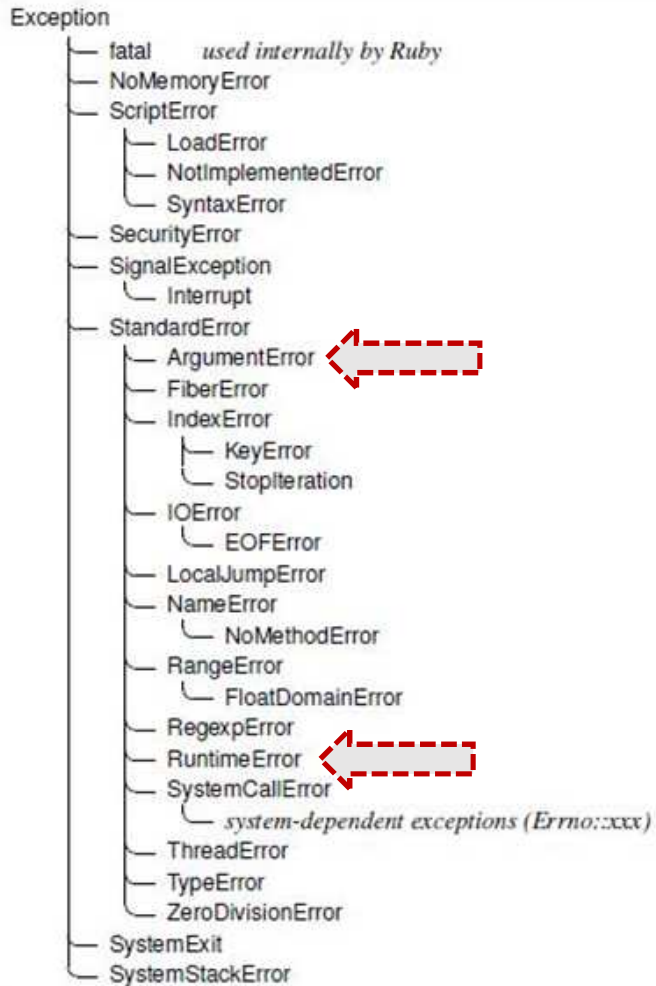 Exception
fatal used internally by Ruby
NoMemoryError
ScriptError
LoadError
NotImplementedError
SyntaxError
SecurityError
SignalException
Interrupt
StandardError
ArgumentError
FiberError
IndexError
KeyError
StopIteration
IOError
EOFError
LocalJumpError
NameError
NoMethodError
RangeError
FloatDomainError
RegexpError
RuntimeError
SystemCallError
system-dependent exceptions (Errno::xxx)
ThreadError
TypeError
ZeroDivisionError
SystemExit
SystemStackError